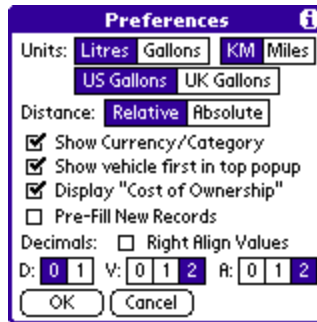 Preferences i
Units: Litres Gallons KM Miles
US Gallons UK Gallons
Distance: Relative Absolute
Show Currency/Category
Show vehicle first in top popup
Display "Cost of Ownership"
Pre-Fill New Records
Decimals: Right Align Values
D: 0 1 V: 0 1 2 A: 0 1 2
OK Cancel